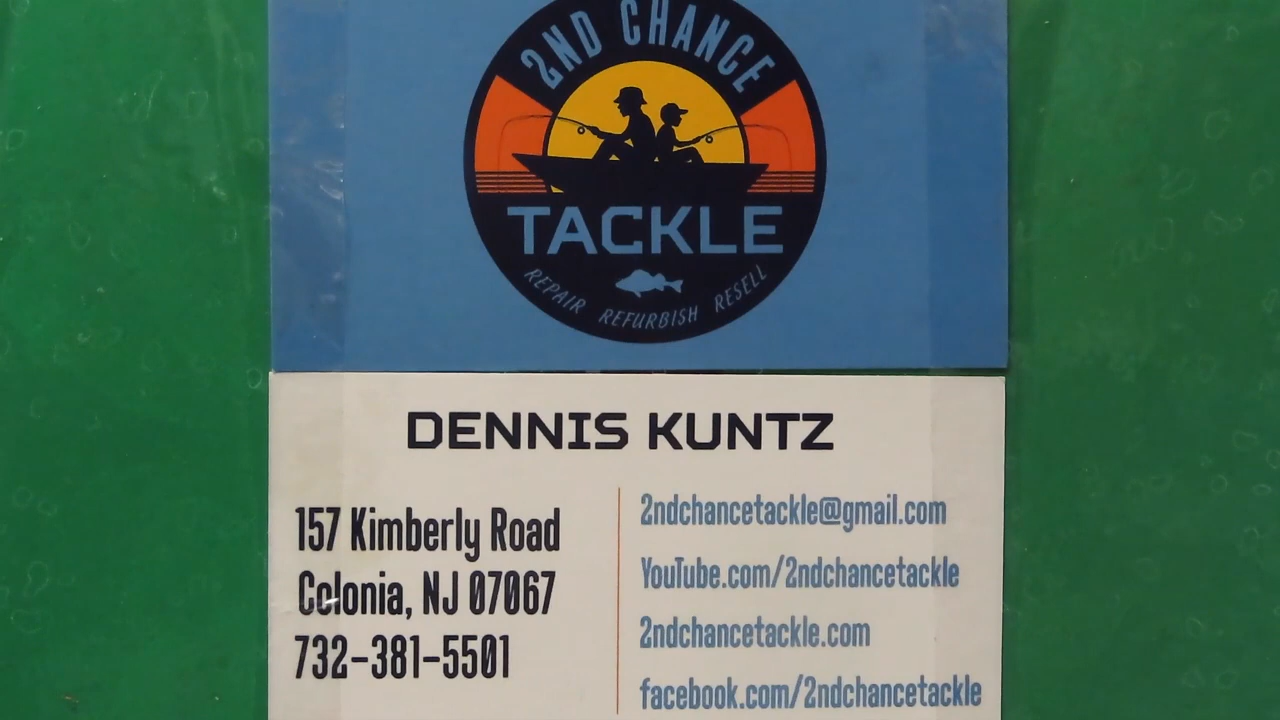 2ND CHANCE
TACKLE
REPAIR REFURBISH RESELL
DENNIS KUNTZ
157 Kimberly Road
Colonia, NJ 07067
732-381-5501
2ndchancetackle@gmail.com
YouTube.com/2ndchancetackle
2ndchancetackle.com
facebook.com/2ndchancetackle